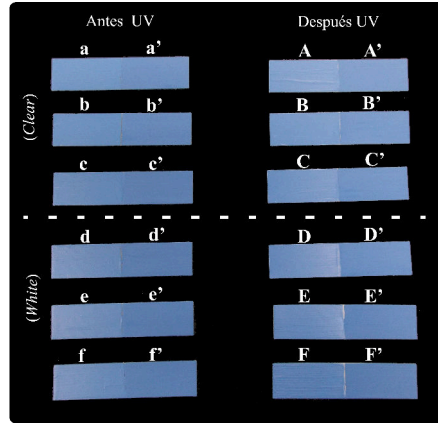 Antes UV Después UV
a a’ A A’
b b’ B B’
(Clear)
c c’ C C’
d d’ D D’
(White)
e e’ E E’
f f’ F F’